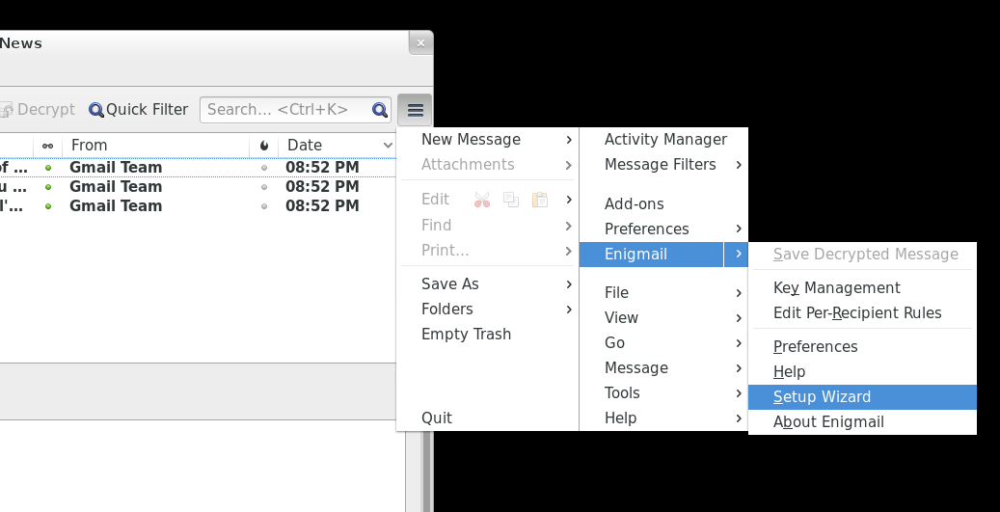 News
Decrypt
Quick Filter
Search... <Ctrl+K>
From
Date
of ...
Gmail Team
08:52 PM
u ...
Gmail Team
08:52 PM
l'...
Gmail Team
08:52 PM
New Message
Attachments
Edit
Find
Print...
Save As
Folders
Empty Trash
Quit
Activity Manager
Message Filters
Add-ons
Preferences
Enigmail
File
View
Go
Message
Tools
Help
Save Decrypted Message
Key Management
Edit Per-Recipient Rules
Preferences
Help
Setup Wizard
About Enigmail